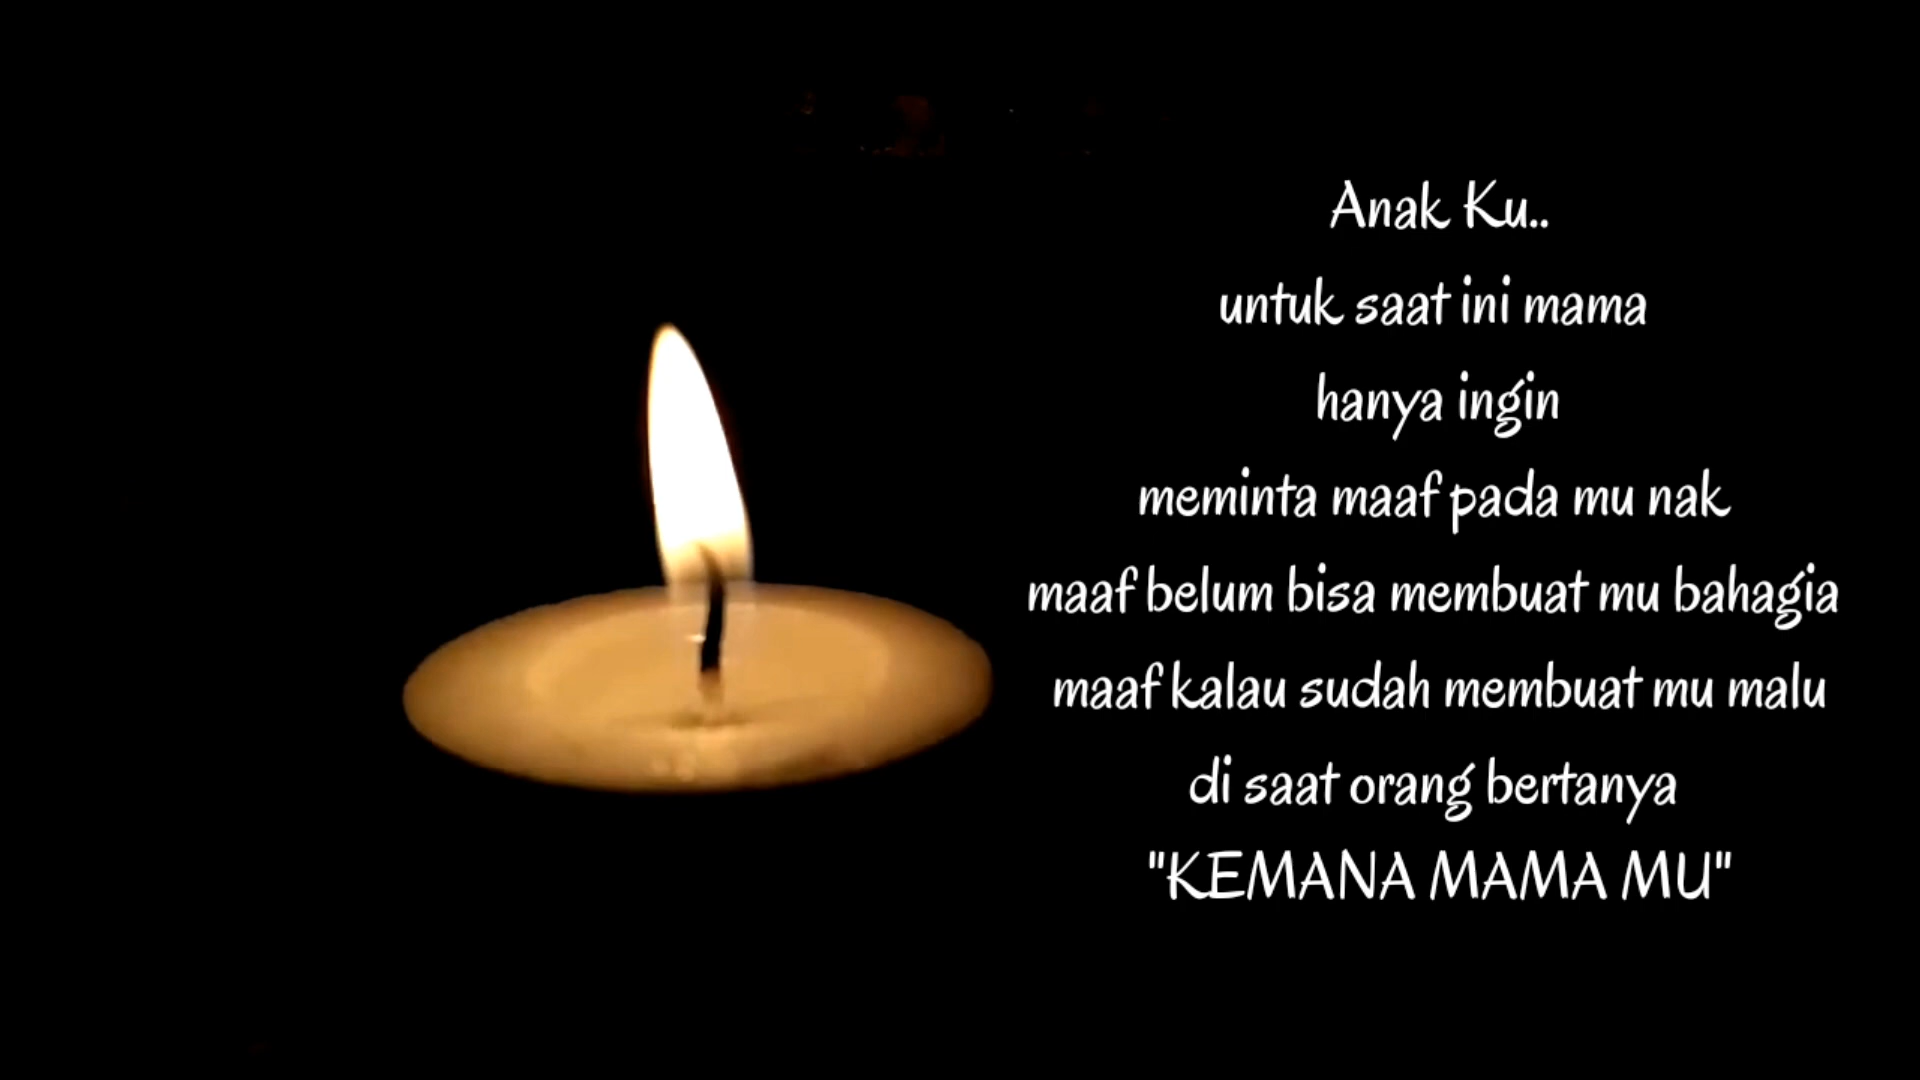 Anak Ku..
untuk saat ini mama
hanya ingin
meminta maaf pada mu nak
maaf belum bisa membuat mu bahagia
maaf kalau sudah membuat mu malu
di saat orang bertanya
"KEMANA MAMA MU"